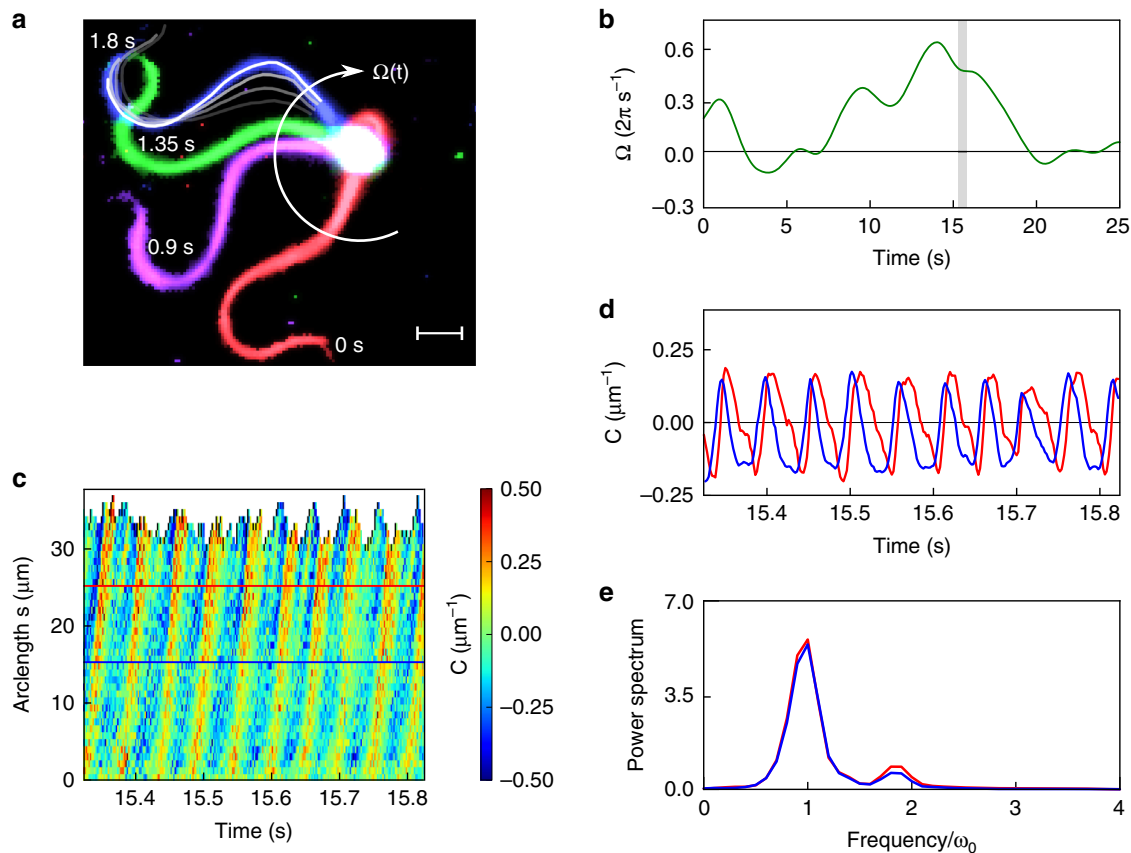 a
1.8 s
Ω(t)
1.35 s
0.9 s
0 s
b
Ω (2π s⁻¹)
0.6
0.3
0.0
–0.3
0 5 10 15 20 25
Time (s)
c
Arclength s (μm)
30
20
10
0
15.4 15.5 15.6 15.7 15.8
Time (s)
C (μm⁻¹)
0.50
0.25
0.00
−0.25
−0.50
d
C (μm⁻¹)
0.25
0.00
−0.25
15.4 15.5 15.6 15.7 15.8
Time (s)
e
Power spectrum
7.0
3.5
0.0
0 1 2 3 4
Frequency/ω₀